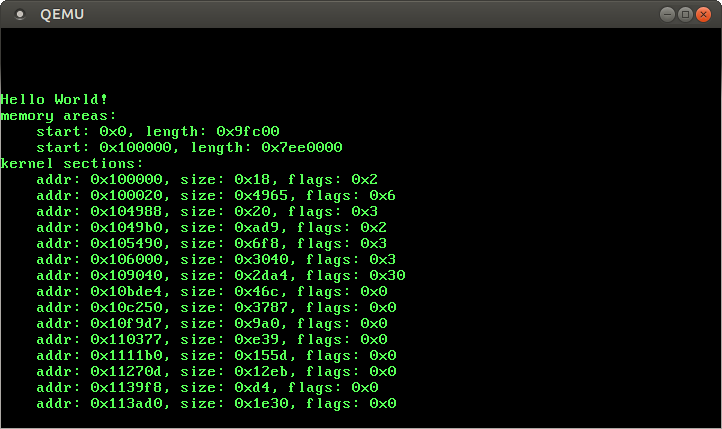 QEMU
Hello World!
memory areas:
    start: 0x0, length: 0x9fc00
    start: 0x100000, length: 0x7ee0000
kernel sections:
    addr: 0x100000, size: 0x18, flags: 0x2
    addr: 0x100020, size: 0x4965, flags: 0x6
    addr: 0x104988, size: 0x20, flags: 0x3
    addr: 0x1049b0, size: 0xad9, flags: 0x2
    addr: 0x105490, size: 0x6f8, flags: 0x3
    addr: 0x106000, size: 0x3040, flags: 0x3
    addr: 0x109040, size: 0x2da4, flags: 0x30
    addr: 0x10bde4, size: 0x46c, flags: 0x0
    addr: 0x10c250, size: 0x3787, flags: 0x0
    addr: 0x10f9d7, size: 0x9a0, flags: 0x0
    addr: 0x110377, size: 0xe39, flags: 0x0
    addr: 0x1111b0, size: 0x155d, flags: 0x0
    addr: 0x11270d, size: 0x12eb, flags: 0x0
    addr: 0x1139f8, size: 0xd4, flags: 0x0
    addr: 0x113ad0, size: 0x1e30, flags: 0x0